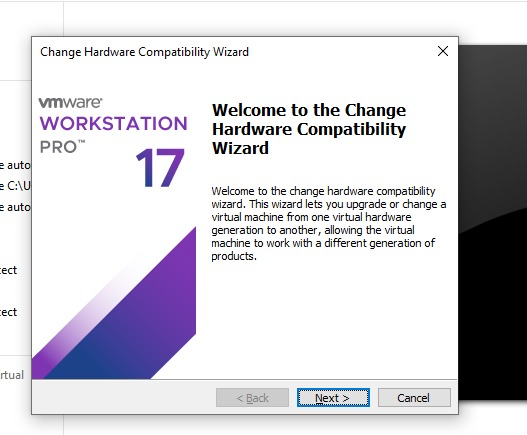 Change Hardware Compatibility Wizard
vmware®
WORKSTATION
PRO™
17
Welcome to the Change
Hardware Compatibility
Wizard
Welcome to the change hardware compatibility
wizard. This wizard lets you upgrade or change a
virtual machine from one virtual hardware
generation to another, allowing the virtual
machine to work with a different generation of
products.
e auto
e C:\U
e auto
ect
ect
rtual
< Back
Next >
Cancel